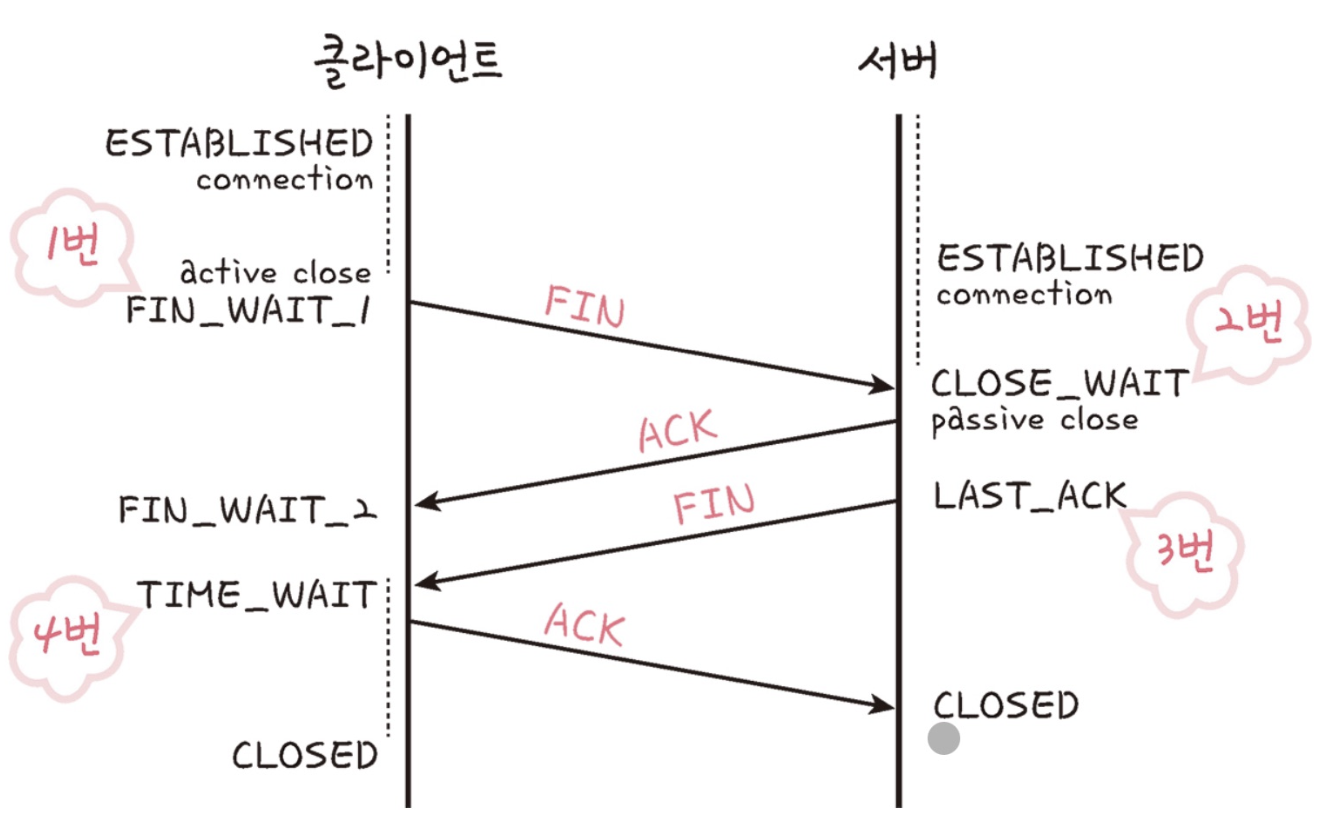 클라이언트
서버
ESTABLISHED
connection
1번
active close
FIN_WAIT_1
FIN
ESTABLISHED
connection
2번
CLOSE_WAIT
passive close
ACK
FIN_WAIT_2
FIN
LAST_ACK
3번
TIME_WAIT
4번
ACK
CLOSED
CLOSED